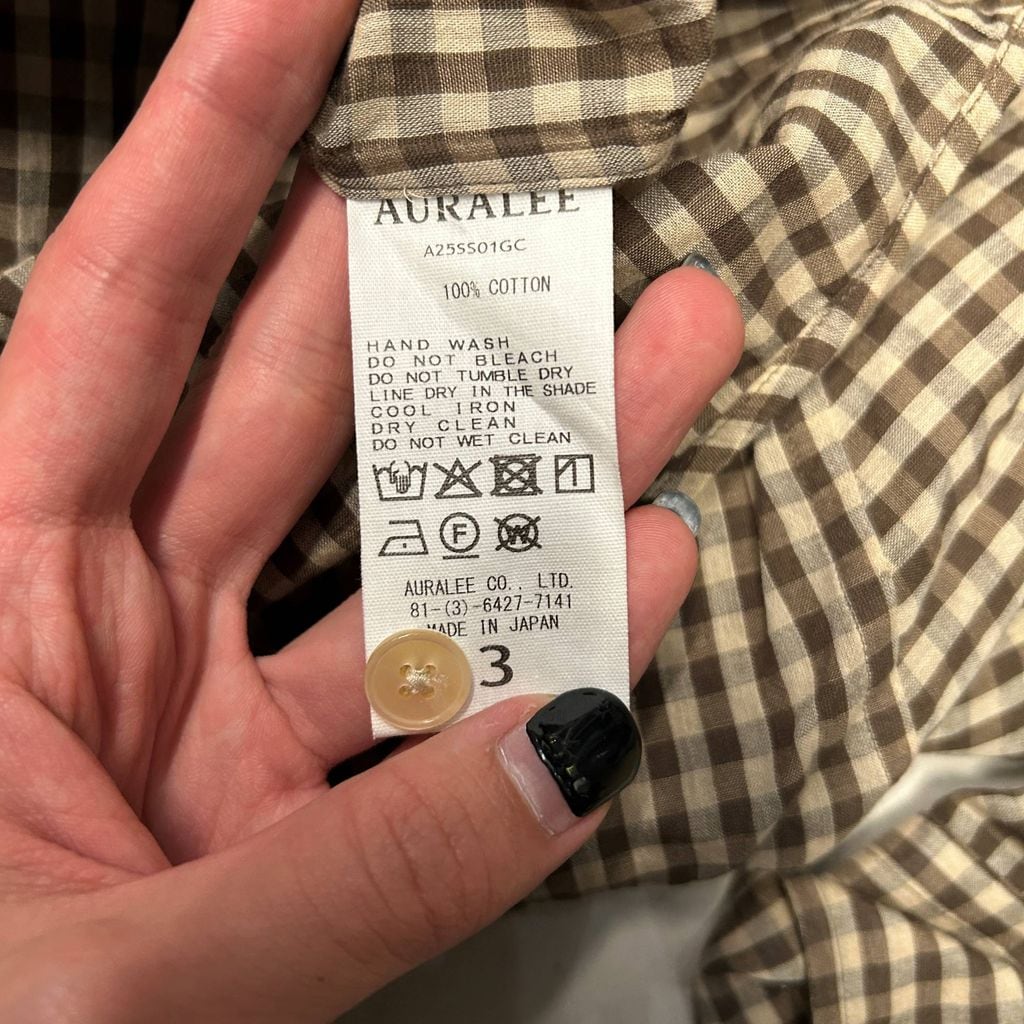 AURALEE
A25SS01GC
100% COTTON
HAND WASH
DO NOT BLEACH
DO NOT TUMBLE DRY
LINE DRY IN THE SHADE
COOL IRON
DRY CLEAN
DO NOT WET CLEAN
F W
AURALEE CO., LTD.
81-(3)-6427-7141
MADE IN JAPAN
3